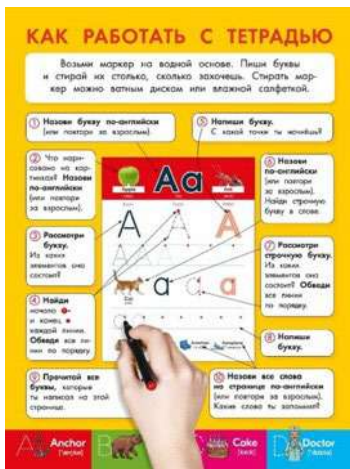 КАК РАБОТАТЬ С ТЕТРАДЬЮ
Возьми маркер на водной основе. Пиши буквы
и стирай их столько, сколько захочешь. Стирать мар-
кер можно ватным диском или влажной салфеткой.
① Назови букву по-английски
(или повтори за взрослым).
⑤ Напиши букву.
С какой точки ты начнёшь?
② Что нари-
совано на кар-
тинках? Назови
по-английски
(или повтори
за взрослым).
Apple
Aa
⑥ Назови
по-английски
(или повтори
за взрослым).
Найди строчную
букву в слове.
A
A
A
③ Рассмотри
букву.
Из каких
элементов она
состоит?
⑦ Рассмотри
строчную букву.
Из каких
элементов она
состоит? Обведи
все линии
по порядку.
Cat
a
a
a
④ Найди
начало
и конец
каждой линии.
Обведи все ли-
нии по порядку.
⑧ Напиши
букву.
⑨ Прочитай все
буквы, которые
ты написал на этой
странице.
⑩ Назови все слова
на странице по-английски
(или повтори за взрослым).
Какие слова ты запомнил?
A
Anchor
B
C
Cake
[keɪk]
D
Doctor